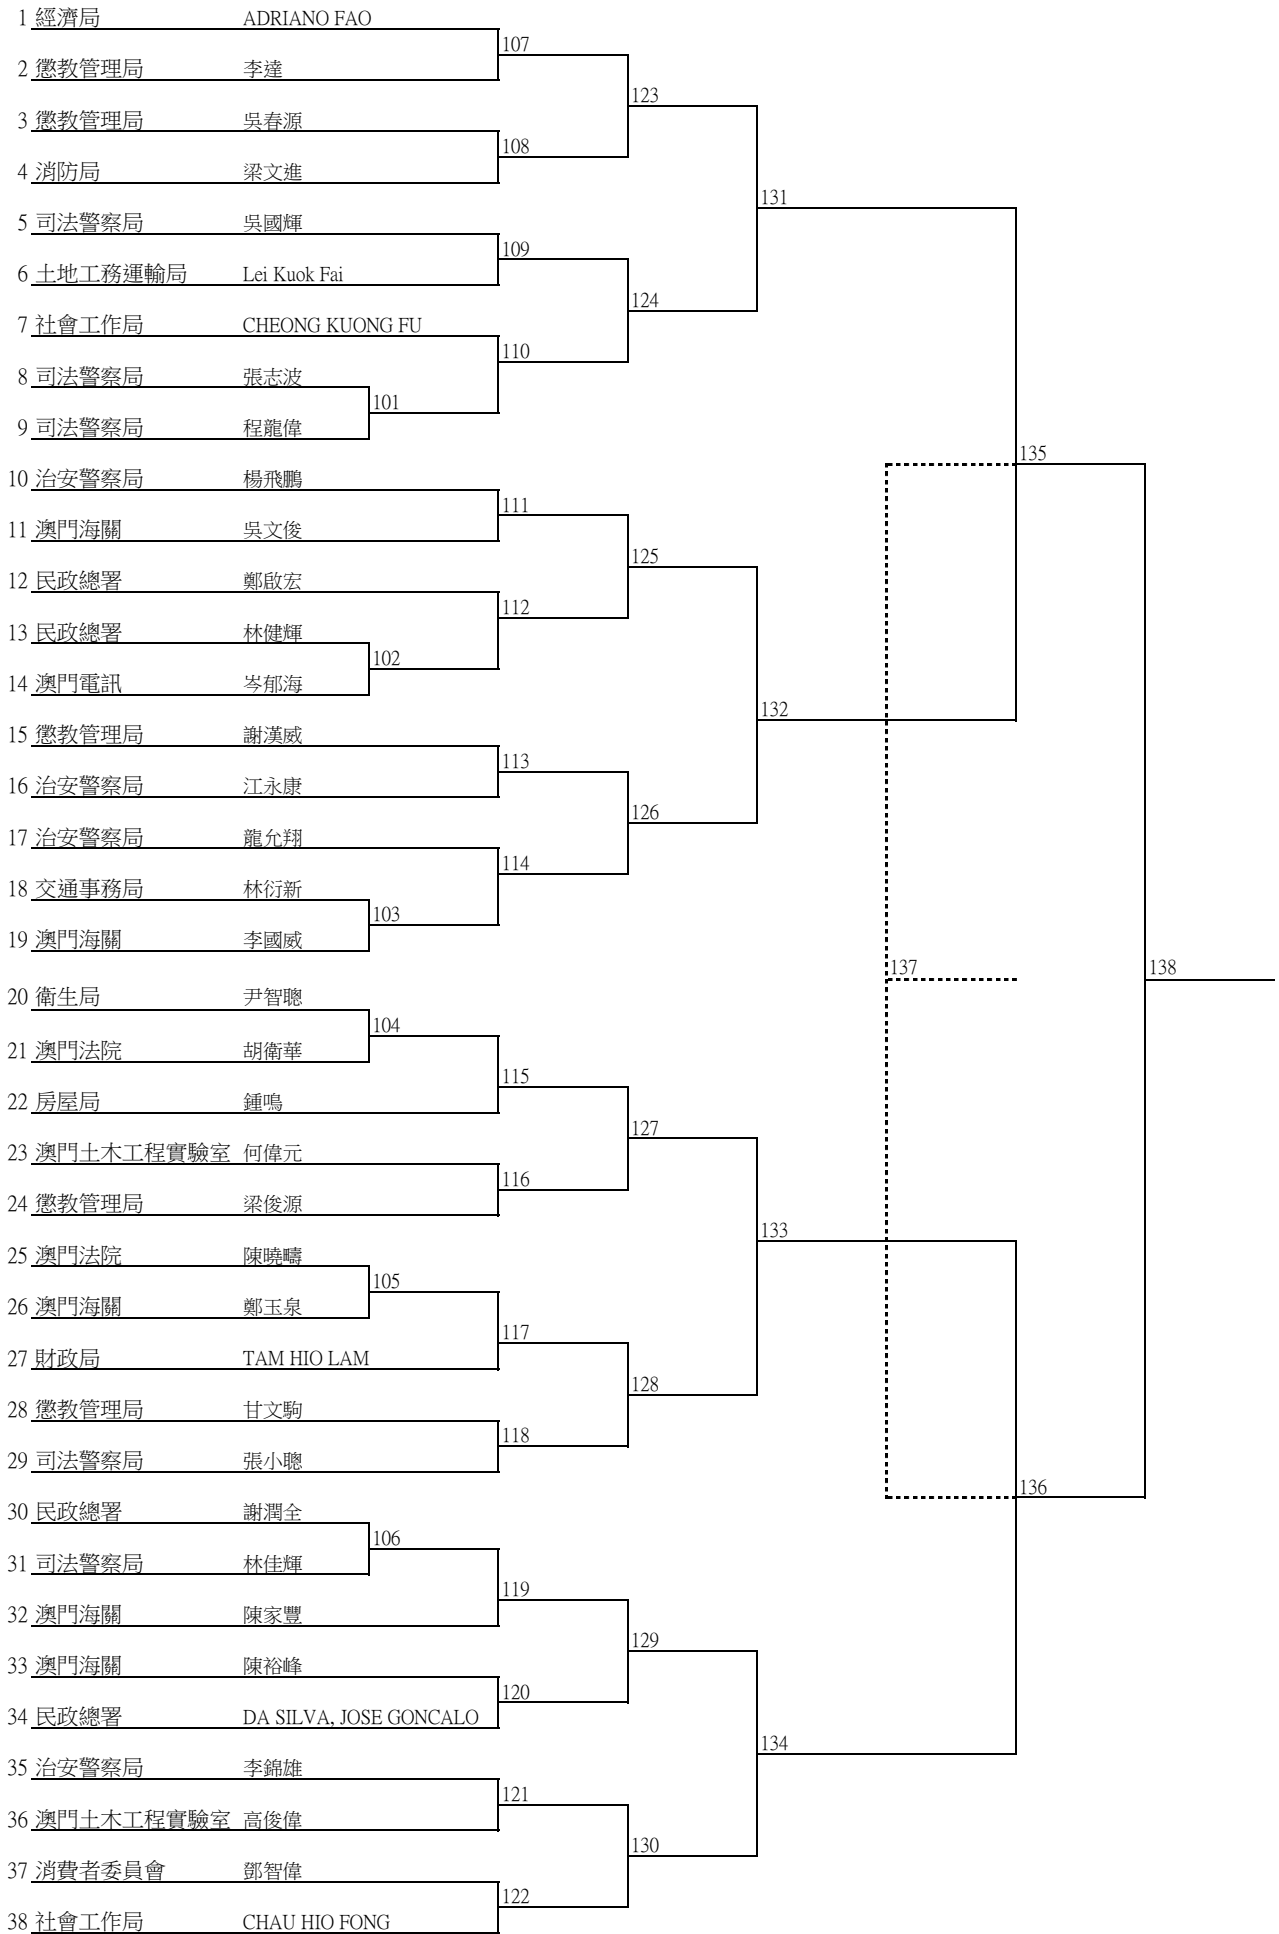 1 經濟局 ADRIANO FAO
107
2 懲教管理局 李達
123
3 懲教管理局 吳春源
108
4 消防局 梁文進
131
5 司法警察局 吳國輝
109
6 土地工務運輸局 Lei Kuok Fai
124
7 社會工作局 CHEONG KUONG FU
110
8 司法警察局 張志波
101
9 司法警察局 程龍偉
135
10 治安警察局 楊飛鵬
111
11 澳門海關 吳文俊
125
12 民政總署 鄭啟宏
112
13 民政總署 林健輝
102
14 澳門電訊 岑郁海
132
15 懲教管理局 謝漢威
113
16 治安警察局 江永康
126
17 治安警察局 龍允翔
114
18 交通事務局 林衍新
103
19 澳門海關 李國威
137 138
20 衛生局 尹智聰
104
21 澳門法院 胡衛華
115
22 房屋局 鍾鳴
127
23 澳門土木工程實驗室 何偉元
116
24 懲教管理局 梁俊源
133
25 澳門法院 陳曉疇
105
26 澳門海關 鄭玉泉
117
27 財政局 TAM HIO LAM
128
28 懲教管理局 甘文駒
118
29 司法警察局 張小聰
136
30 民政總署 謝潤全
106
31 司法警察局 林佳輝
119
32 澳門海關 陳家豐
129
33 澳門海關 陳裕峰
120
34 民政總署 DA SILVA, JOSE GONCALO
134
35 治安警察局 李錦雄
121
36 澳門土木工程實驗室 高俊偉
130
37 消費者委員會 鄧智偉
122
38 社會工作局 CHAU HIO FONG